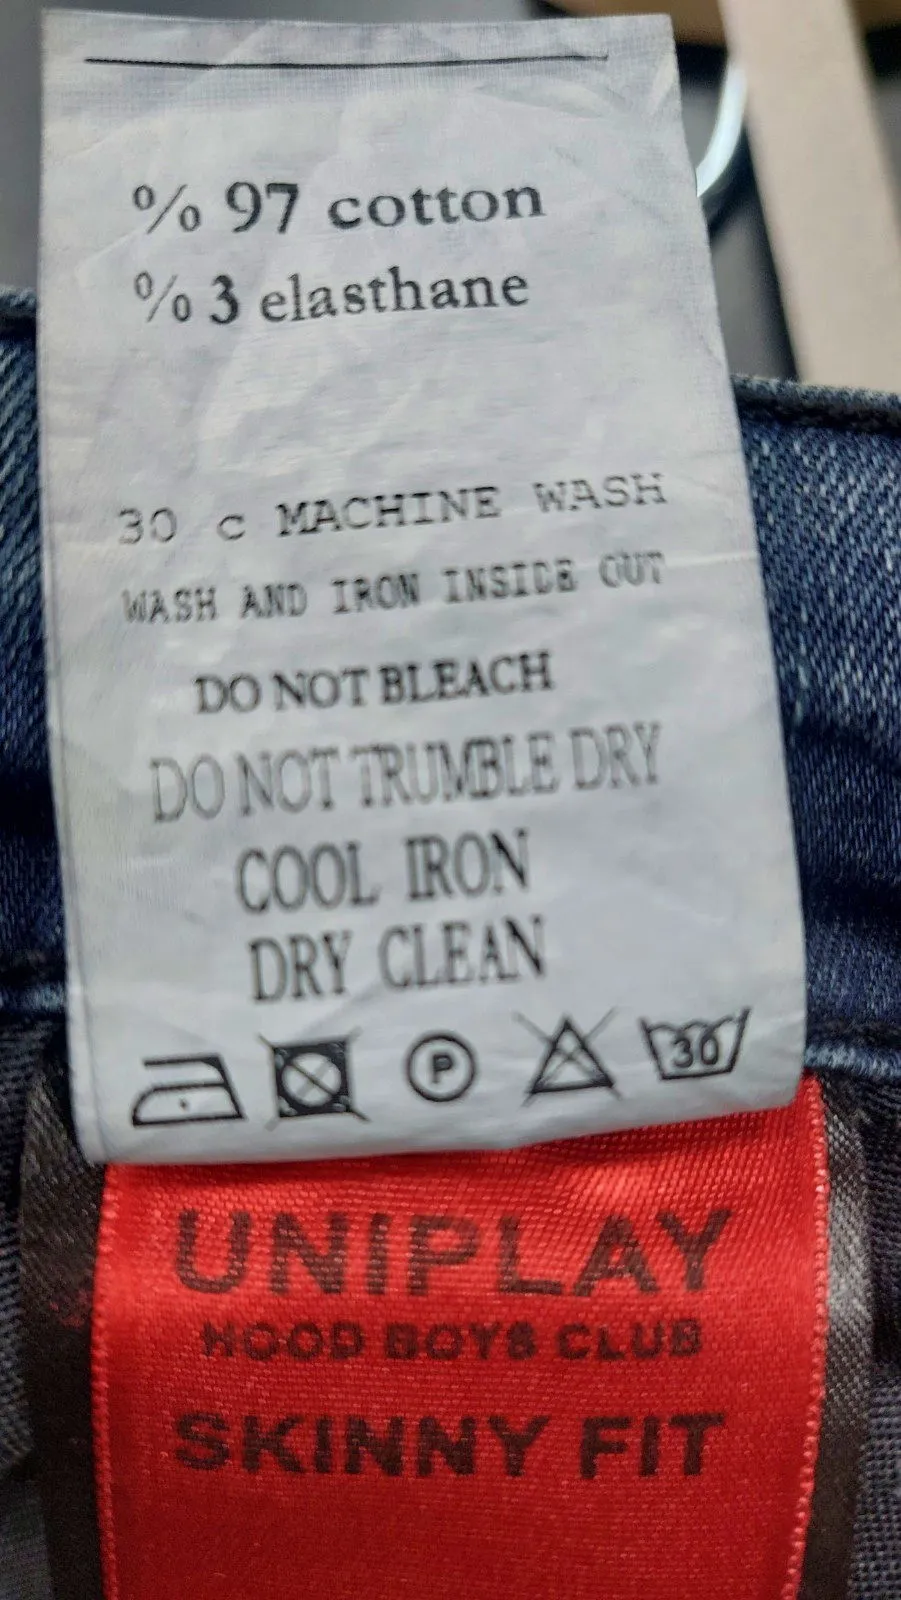 % 97 cotton
% 3 elasthane
30 c MACHINE WASH
WASH AND IRON INSIDE OUT
DO NOT BLEACH
DO NOT TRUMBLE DRY
COOL IRON
DRY CLEAN
P 30
UNIPLAY
HOOD BOYS CLUB
SKINNY FIT